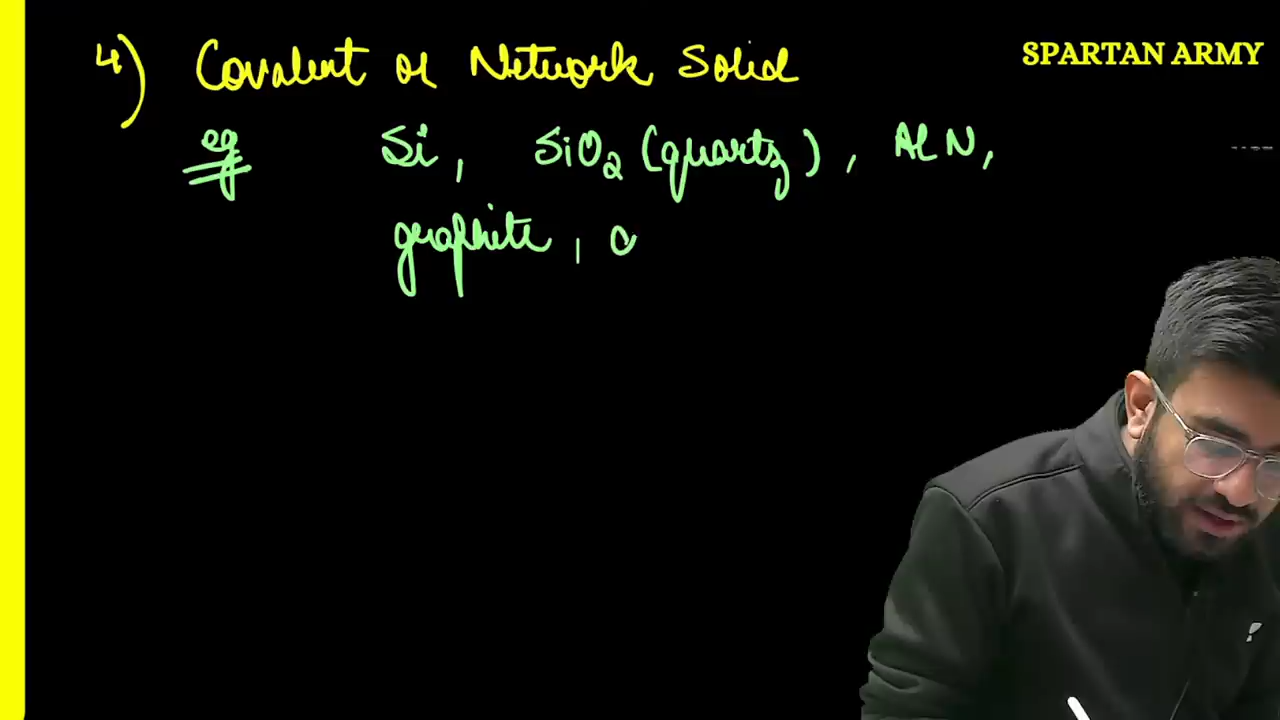 4) Covalent or Network Solid
SPARTAN ARMY
eg Si, SiO₂ (quartz), AlN,
graphite,